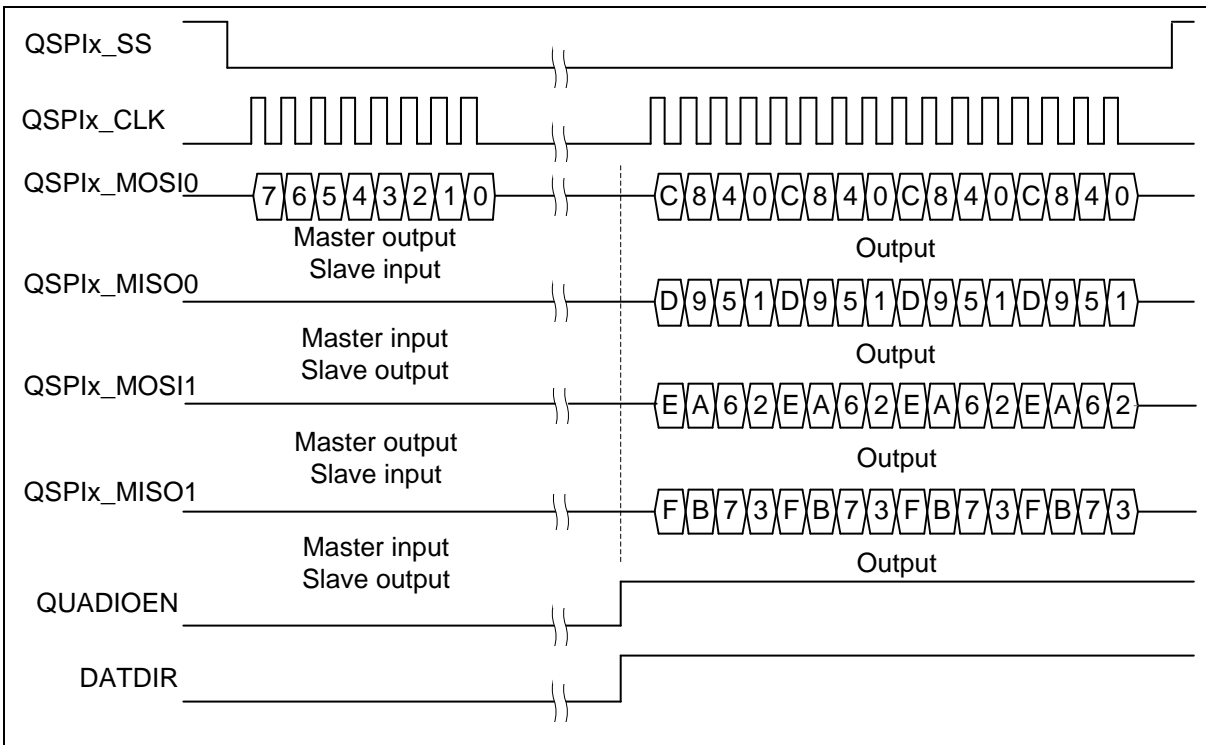 QSPIx_SS
QSPIx_CLK
QSPIx_MOSI0
7 6 5 4 3 2 1 0
C 8 4 0 C 8 4 0 C 8 4 0 C 8 4 0
Master output
Slave input
Output
QSPIx_MISO0
D 9 5 1 D 9 5 1 D 9 5 1 D 9 5 1
Master input
Slave output
Output
QSPIx_MOSI1
E A 6 2 E A 6 2 E A 6 2 E A 6 2
Master output
Slave input
Output
QSPIx_MISO1
F B 7 3 F B 7 3 F B 7 3 F B 7 3
Master input
Slave output
Output
QUADIOEN
DATDIR